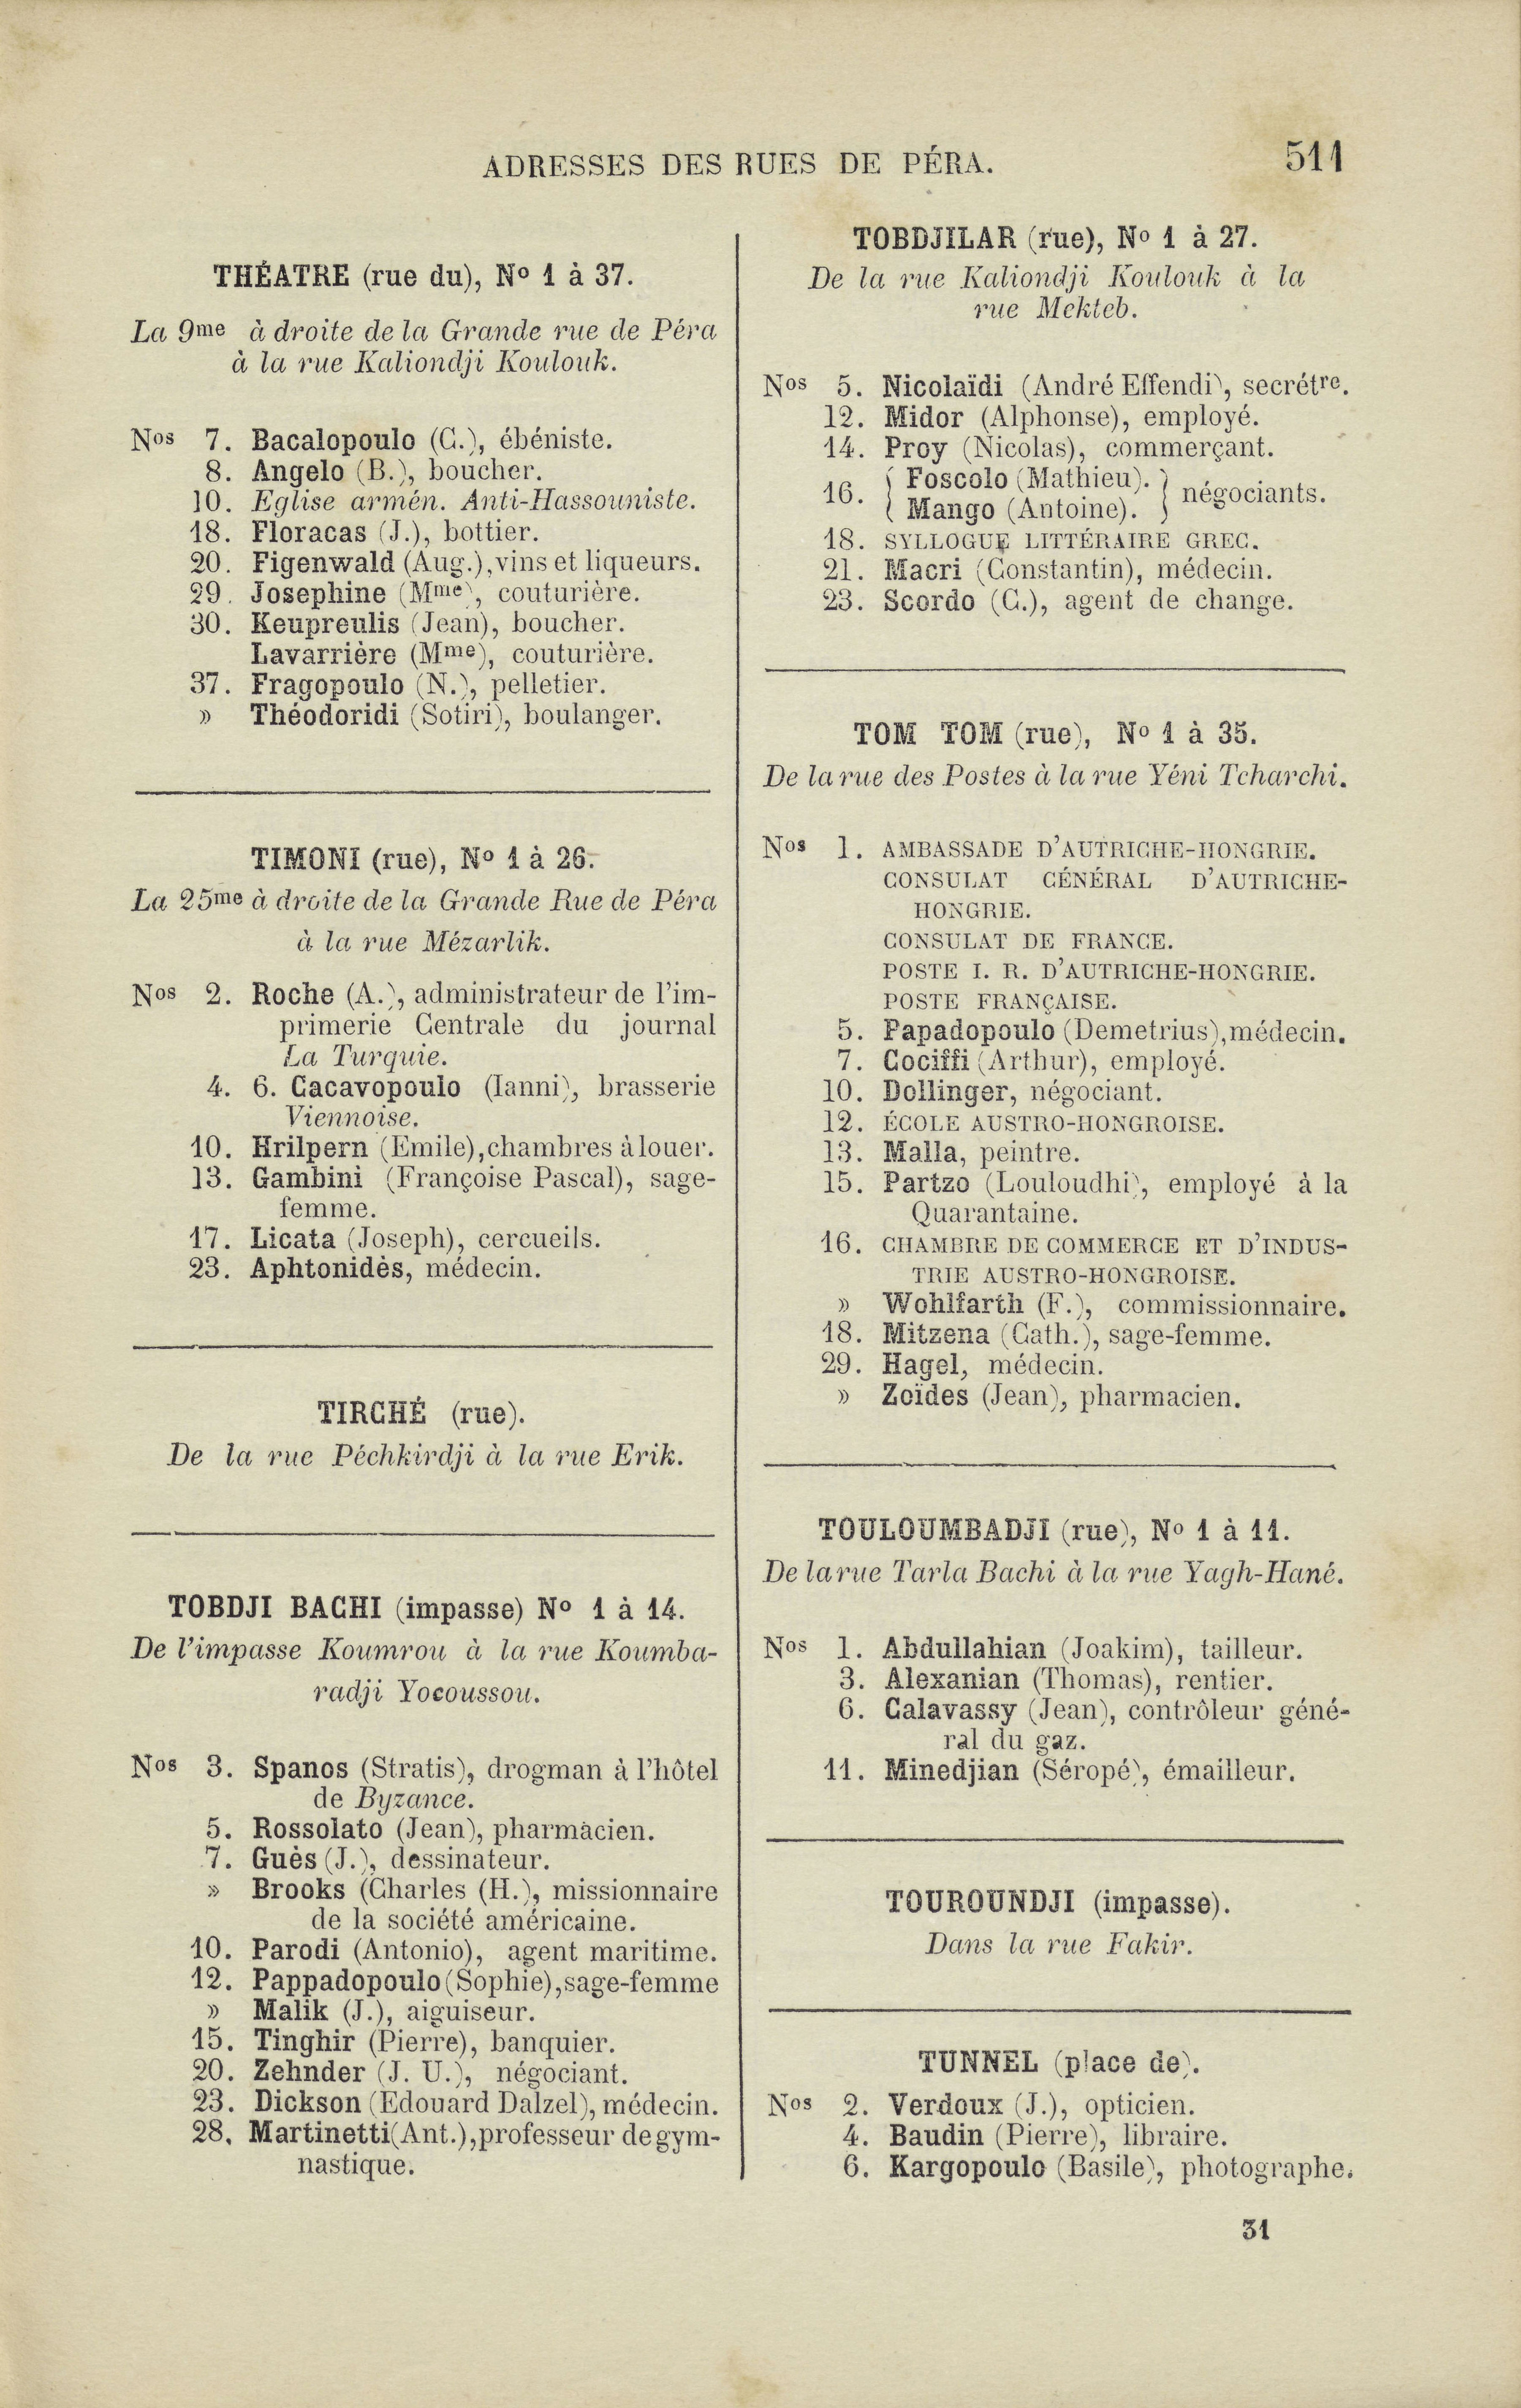 ADRESSES DES RUES DE PÉRA.
511
THÉATRE (rue du), Nº 1 à 37.
La 9me à droite de la Grande rue de Péra
à la rue Kaliondji Koulouk.
Nos 7. Bacalopoulo (C.), ébéniste.
8. Angelo (B.), boucher.
10. Eglise armén. Anti-Hassouniste.
18. Floracas (J.), bottier.
20. Figenwald (Aug.), vins et liqueurs.
29. Josephine (Mme), couturière.
30. Keupreulis (Jean), boucher.
Lavarrière (Mme), couturière.
37. Fragopoulo (N.), pelletier.
» Théodoridi (Sotiri), boulanger.
TIMONI (rue), Nº 1 à 26.
La 25me à droite de la Grande Rue de Péra
à la rue Mézarlik.
Nos 2. Roche (A.), administrateur de l'im-
primerie Centrale du journal
La Turquie.
4. 6. Cacavopoulo (Ianni), brasserie
Viennoise.
10. Hrilpern (Emile), chambres à louer.
13. Gambini (Françoise Pascal), sage-
femme.
17. Licata (Joseph), cercueils.
23. Aphtonidès, médecin.
TIRCHÉ (rue).
De la rue Péchkirdji à la rue Erik.
TOBDJI BACHI (impasse) Nº 1 à 14.
De l'impasse Koumrou à la rue Koumba-
radji Yocoussou.
Nos 3. Spanos (Stratis), drogman à l'hôtel
de Byzance.
5. Rossolato (Jean), pharmacien.
7. Guès (J.), dessinateur.
» Brooks (Charles (H.), missionnaire
de la société américaine.
10. Parodi (Antonio), agent maritime.
12. Pappadopoulo (Sophie), sage-femme
» Malik (J.), aiguiseur.
15. Tinghir (Pierre), banquier.
20. Zehnder (J. U.), négociant.
23. Dickson (Edouard Dalzel), médecin.
28. Martinetti (Ant.), professeur de gym-
nastique.
TOBDJILAR (rue), Nº 1 à 27.
De la rue Kaliondji Koulouk à la
rue Mekteb.
Nos 5. Nicolaïdi (André Effendi), secrétre.
12. Midor (Alphonse), employé.
14. Proy (Nicolas), commerçant.
16. { Foscolo (Mathieu). } négociants.
{ Mango (Antoine). }
18. SYLLOGUE LITTÉRAIRE GREC.
21. Macri (Constantin), médecin.
23. Scordo (C.), agent de change.
TOM TOM (rue), Nº 1 à 35.
De la rue des Postes à la rue Yéni Tcharchi.
Nos 1. AMBASSADE D'AUTRICHE-HONGRIE.
CONSULAT GÉNÉRAL D'AUTRICHE-
HONGRIE.
CONSULAT DE FRANCE.
POSTE I. R. D'AUTRICHE-HONGRIE.
POSTE FRANÇAISE.
5. Papadopoulo (Demetrius), médecin.
7. Cociffi (Arthur), employé.
10. Dollinger, négociant.
12. ÉCOLE AUSTRO-HONGROISE.
13. Malla, peintre.
15. Partzo (Louloudhi), employé à la
Quarantaine.
16. CHAMBRE DE COMMERCE ET D'INDUS-
TRIE AUSTRO-HONGROISE.
» Wohlfarth (F.), commissionnaire.
18. Mitzena (Cath.), sage-femme.
29. Hagel, médecin.
» Zoïdes (Jean), pharmacien.
TOULOUMBADJI (rue), Nº 1 à 11.
De la rue Tarla Bachi à la rue Yagh-Hané.
Nos 1. Abdullahian (Joakim), tailleur.
3. Alexanian (Thomas), rentier.
6. Calavassy (Jean), contrôleur géné-
ral du gaz.
11. Minedjian (Séropé), émailleur.
TOUROUNDJI (impasse).
Dans la rue Fakir.
TUNNEL (place de).
Nos 2. Verdoux (J.), opticien.
4. Baudin (Pierre), libraire.
6. Kargopoulo (Basile), photographe.
31